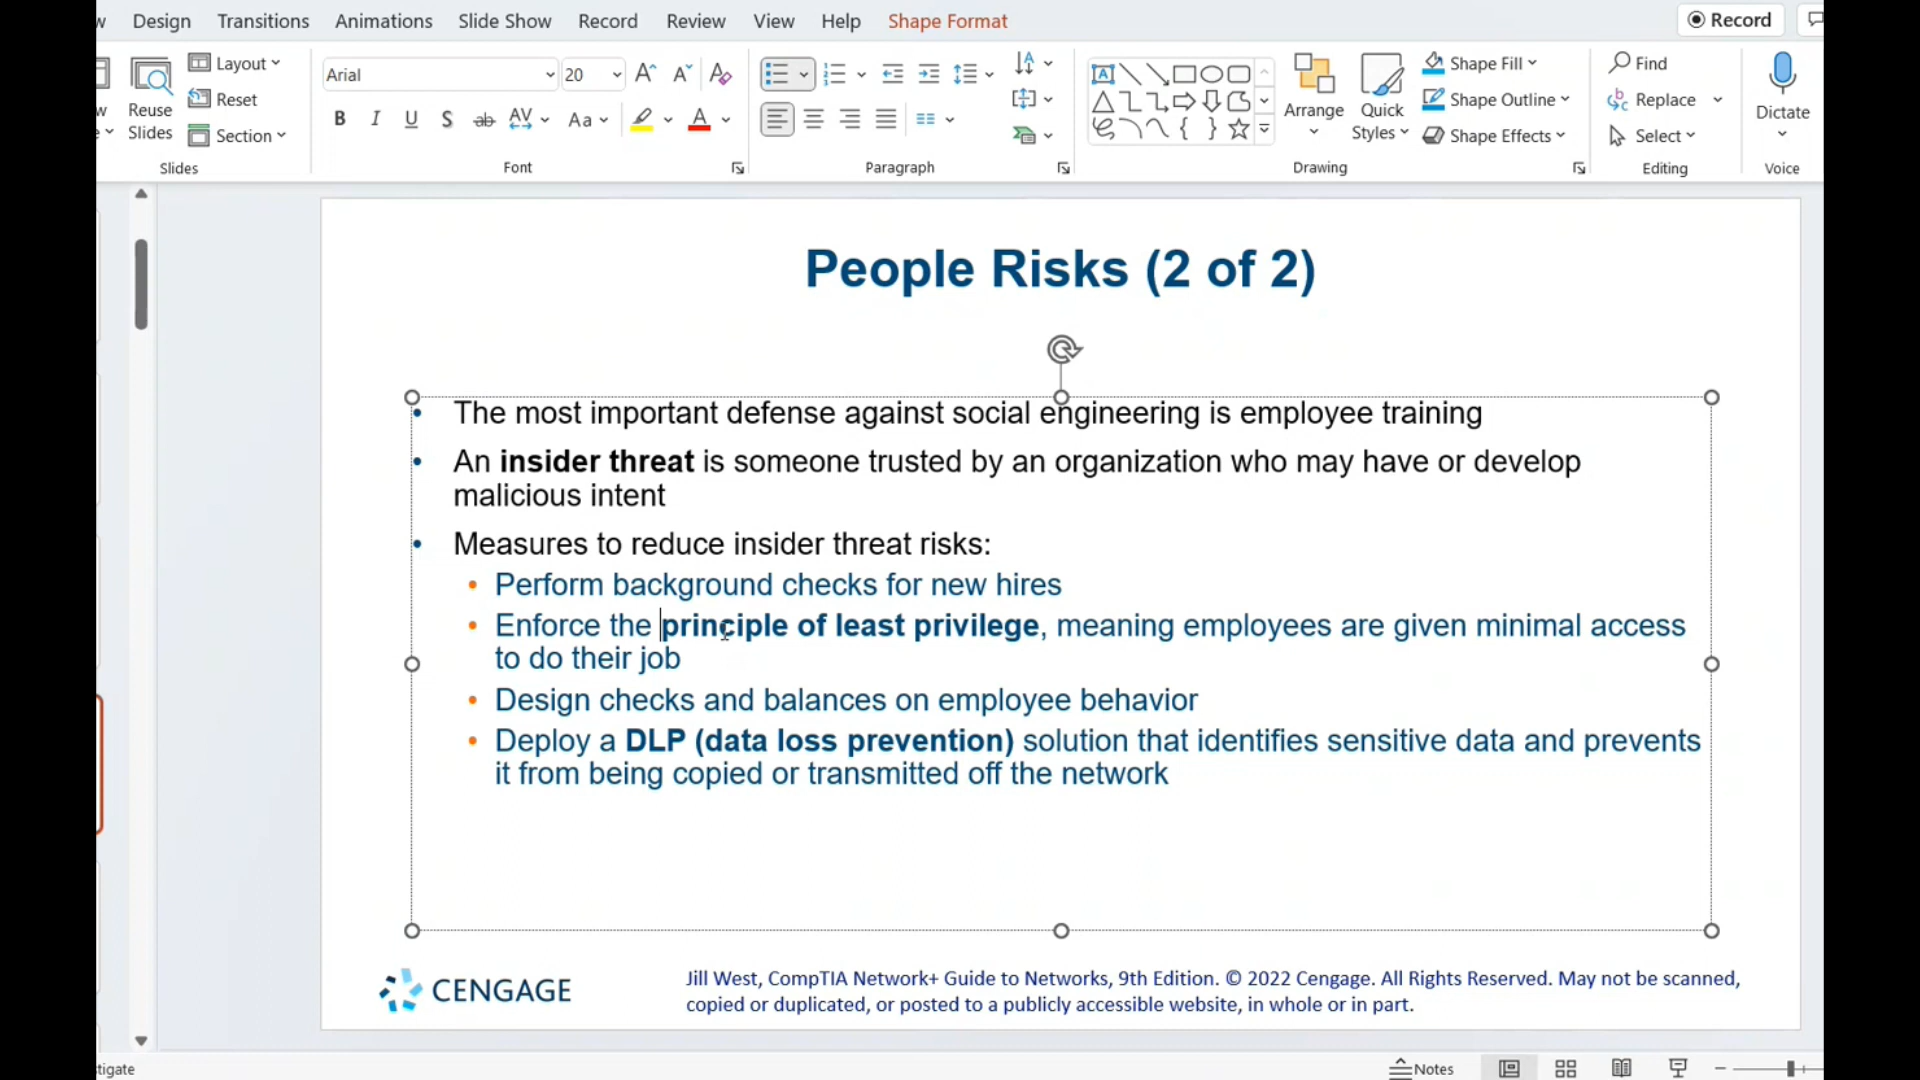 w Design Transitions Animations Slide Show Record Review View Help Shape Format Record
Reuse Slides
Layout
Reset
Section
Slides
Arial 20
B I U S ab AV Aa A
Font
Paragraph
Arrange
Quick Styles
Shape Fill
Shape Outline
Shape Effects
Drawing
Find
Replace
Select
Editing
Dictate
Voice
People Risks (2 of 2)
• The most important defense against social engineering is employee training
• An insider threat is someone trusted by an organization who may have or develop
malicious intent
• Measures to reduce insider threat risks:
• Perform background checks for new hires
• Enforce the principle of least privilege, meaning employees are given minimal access
to do their job
• Design checks and balances on employee behavior
• Deploy a DLP (data loss prevention) solution that identifies sensitive data and prevents
it from being copied or transmitted off the network
CENGAGE
Jill West, CompTIA Network+ Guide to Networks, 9th Edition. © 2022 Cengage. All Rights Reserved. May not be scanned,
copied or duplicated, or posted to a publicly accessible website, in whole or in part.
tigate
Notes